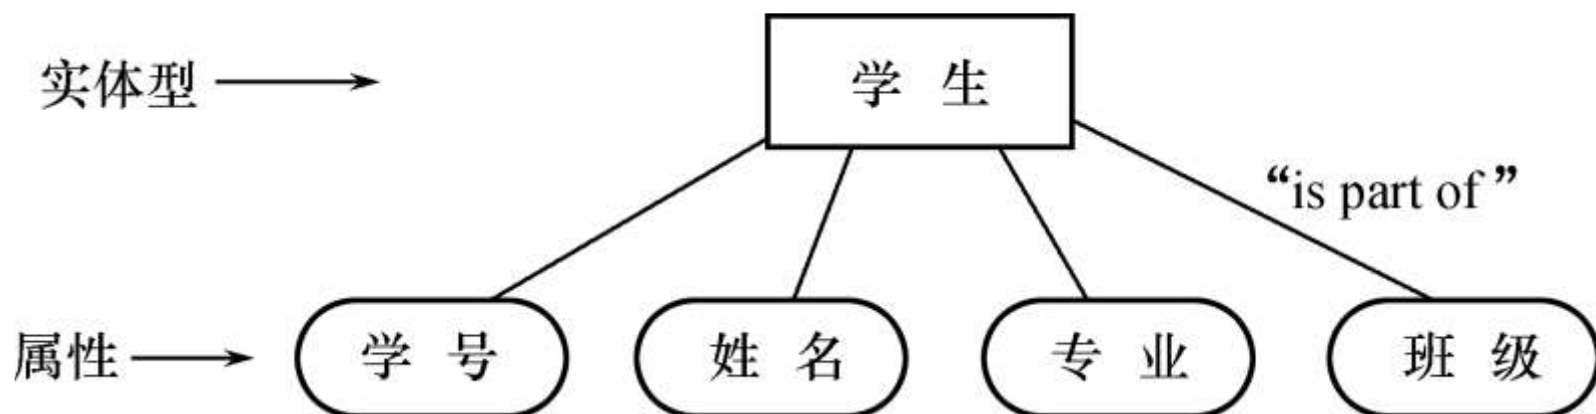 实体型
学 生
“is part of”
属性
学 号
姓 名
专 业
班 级